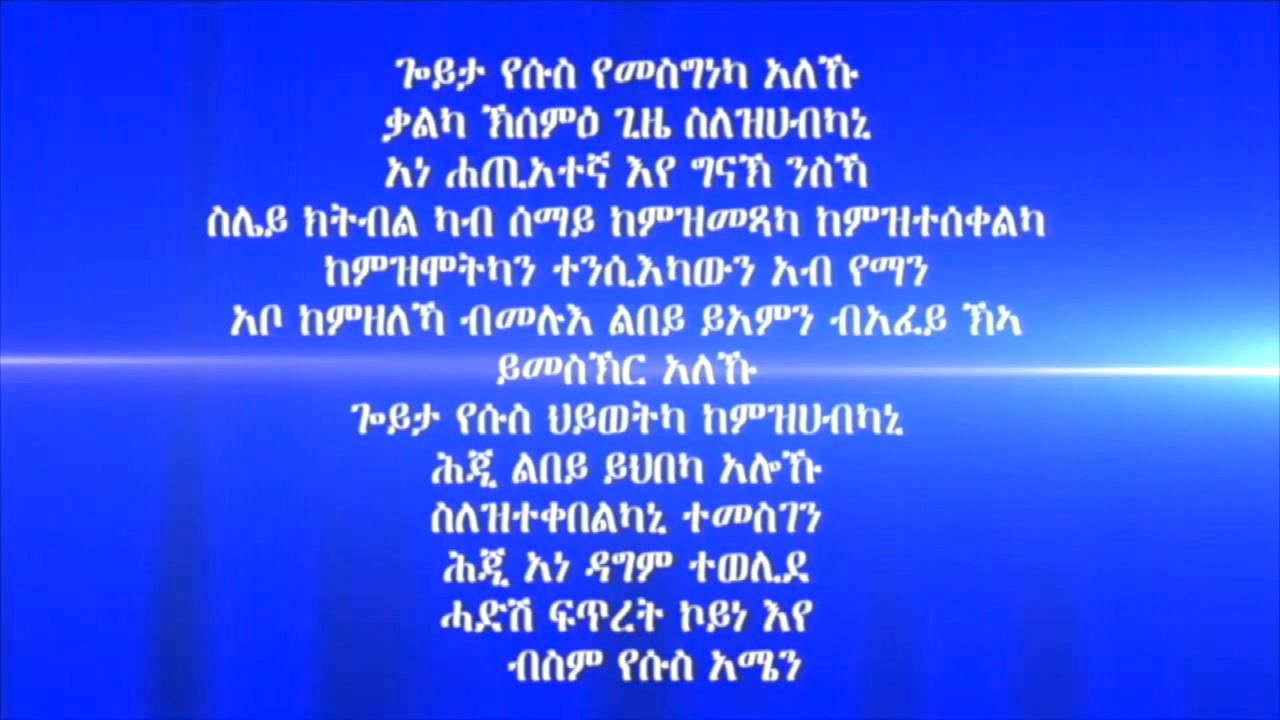 ጐይታ የሱስ የመስግነካ አለኹ
ቃልካ ኽሰምዕ ጊዜ ስለዝሀብካኒ
አነ ሐጢአተኛ እየ ግናኽ ንስኻ
ስሌይ ክትብል ካብ ሰማይ ከምዝመጻካ ከምዝተሰቀልካ
ከምዝሞትካን ተንሲእካውን አብ የማን
አቦ ከምዘለኻ ብመሉእ ልበይ ይአምን ብአፈይ ኽኣ
ይመስኽር አለኹ
ጐይታ የሱስ ህይወትካ ከምዝሀብካኒ
ሕጂ ልበይ ይህበካ አሎኹ
ስለዝተቀበልካኒ ተመስገን
ሕጂ አነ ዳግም ተወሊደ
ሓድሽ ፍጥረት ኮይነ እየ
ብስም የሱስ አሜን